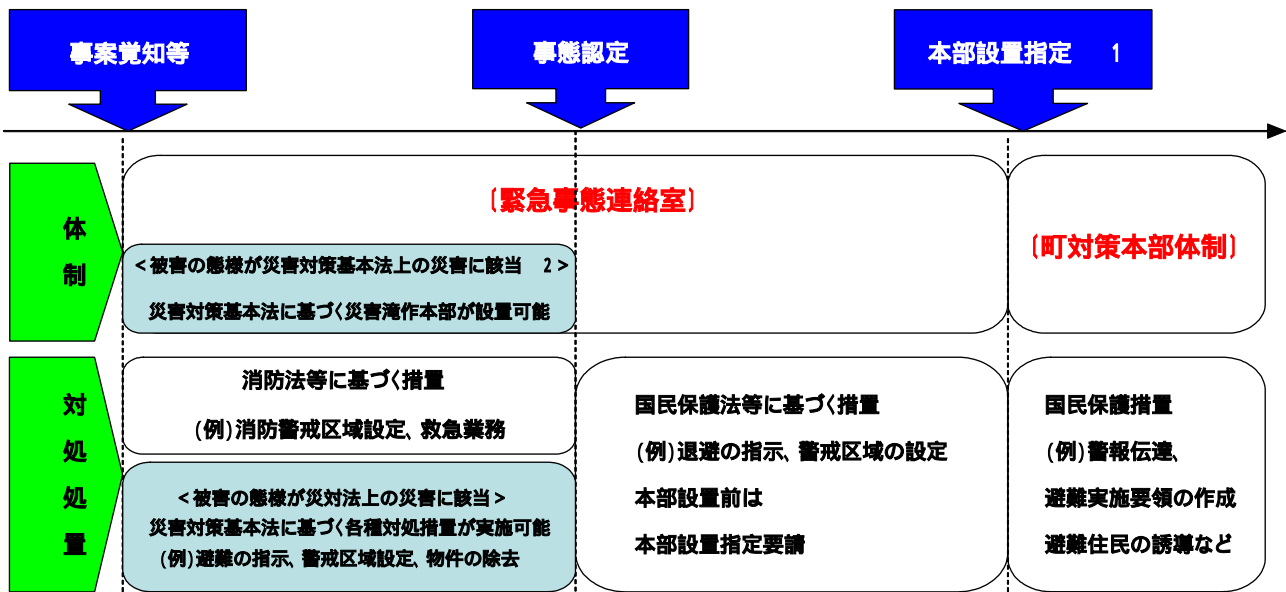 事案覚知等
事態認定
本部設置指定 1
体制
〔緊急事態連絡室〕
<被害の態様が災害対策基本法上の災害に該当 2>
災害対策基本法に基づく災害滝作本部が設置可能
〔町対策本部体制〕
対処処置
消防法等に基づく措置
(例)消防警戒区域設定、救急業務
<被害の態様が災対法上の災害に該当>
災害対策基本法に基づく各種対処措置が実施可能
(例)避難の指示、警戒区域設定、物件の除去
国民保護法等に基づく措置
(例)退避の指示、警戒区域の設定
本部設置前は
本部設置指定要請
国民保護措置
(例)警報伝達、
避難実施要領の作成
避難住民の誘導など